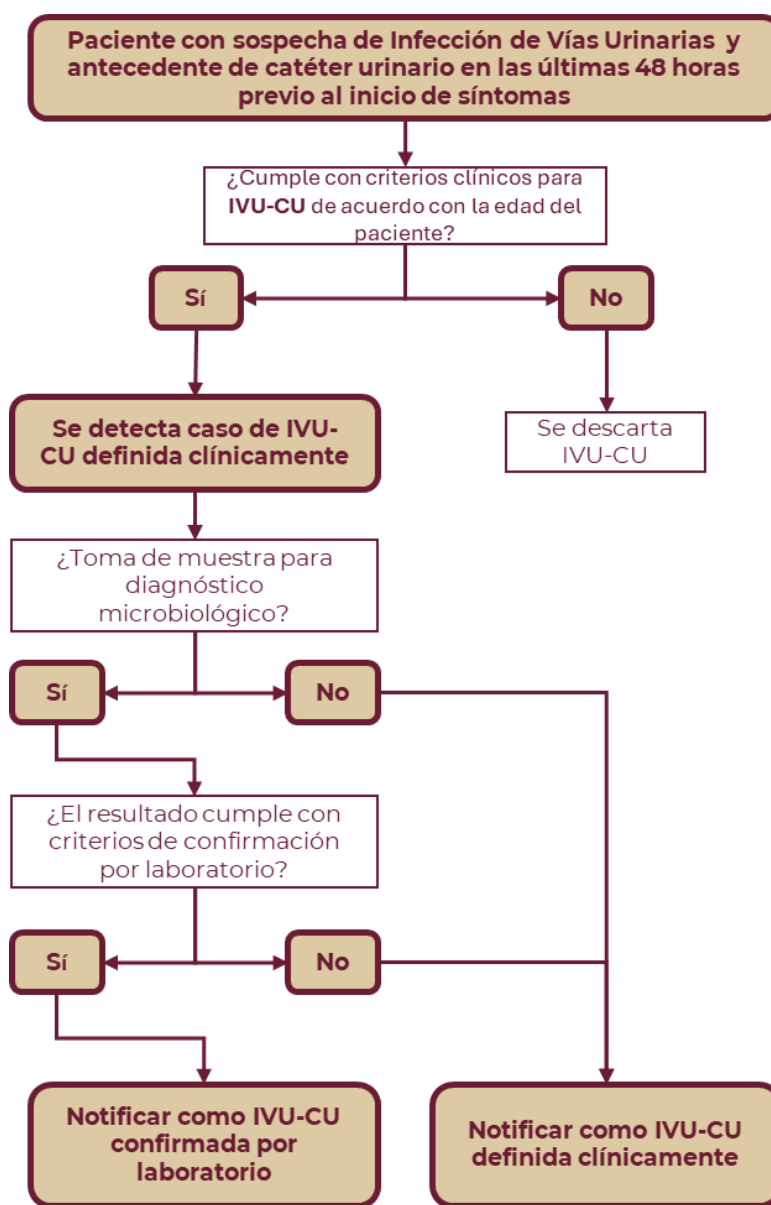 Paciente con sospecha de Infección de Vías Urinarias y
antecedente de catéter urinario en las últimas 48 horas
previo al inicio de síntomas
¿Cumple con criterios clínicos para
IVU-CU de acuerdo con la edad del
paciente?
Sí
No
Se detecta caso de IVU-
CU definida clínicamente
Se descarta
IVU-CU
¿Toma de muestra para
diagnóstico
microbiológico?
Sí
No
¿El resultado cumple con
criterios de confirmación
por laboratorio?
Sí
No
Notificar como IVU-CU
confirmada por
laboratorio
Notificar como IVU-CU
definida clínicamente